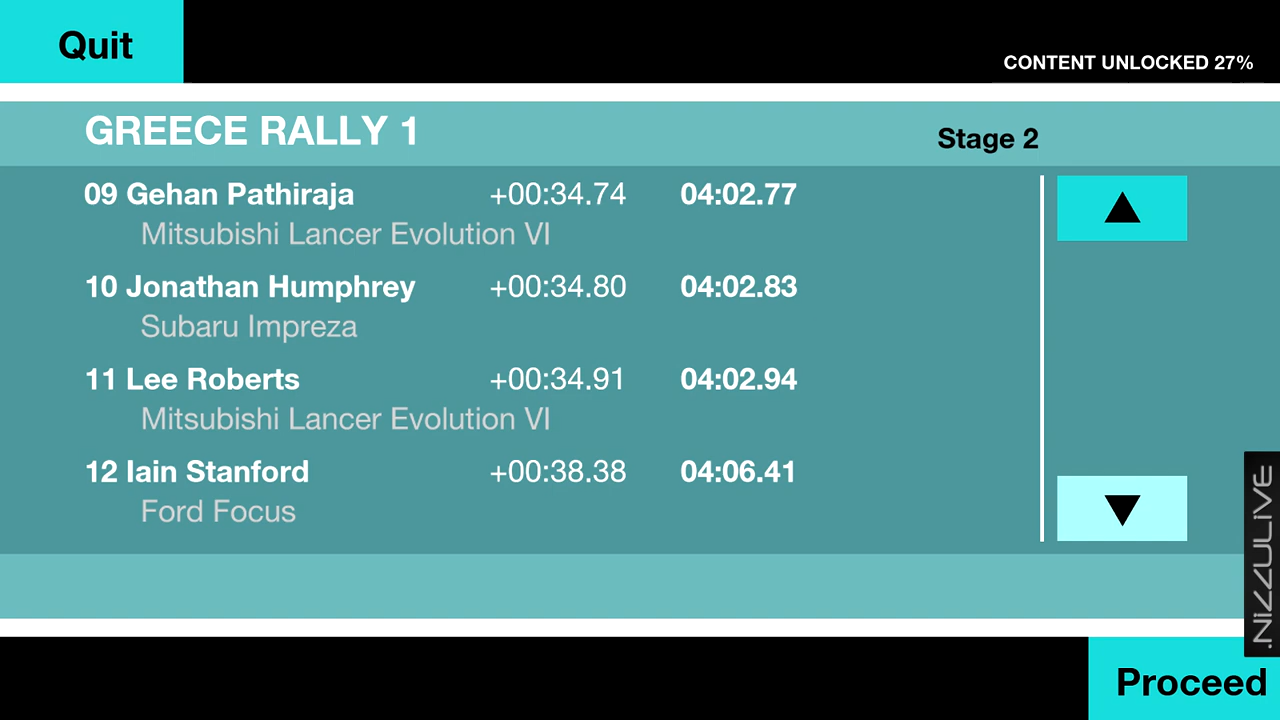 Quit
CONTENT UNLOCKED 27%
GREECE RALLY 1
Stage 2
09 Gehan Pathiraja +00:34.74 04:02.77
Mitsubishi Lancer Evolution VI
10 Jonathan Humphrey +00:34.80 04:02.83
Subaru Impreza
11 Lee Roberts +00:34.91 04:02.94
Mitsubishi Lancer Evolution VI
12 Iain Stanford +00:38.38 04:06.41
Ford Focus
.NIZZULIVE
Proceed